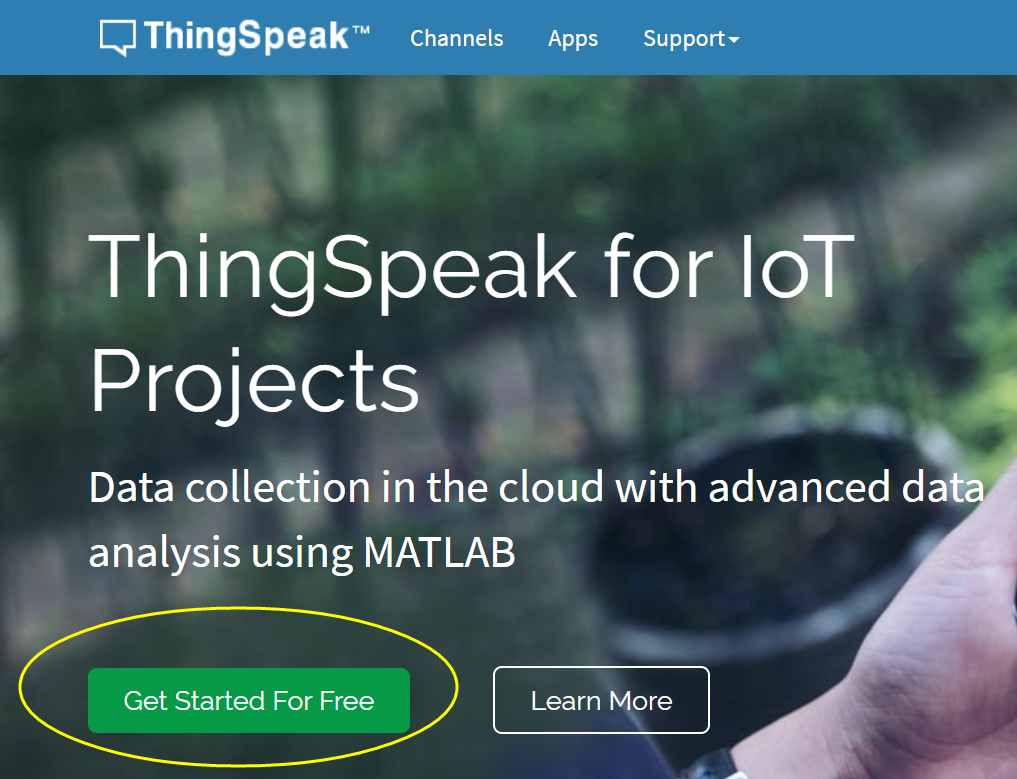 ThingSpeak™ Channels Apps Support
ThingSpeak for IoT
Projects
Data collection in the cloud with advanced data
analysis using MATLAB
Get Started For Free Learn More